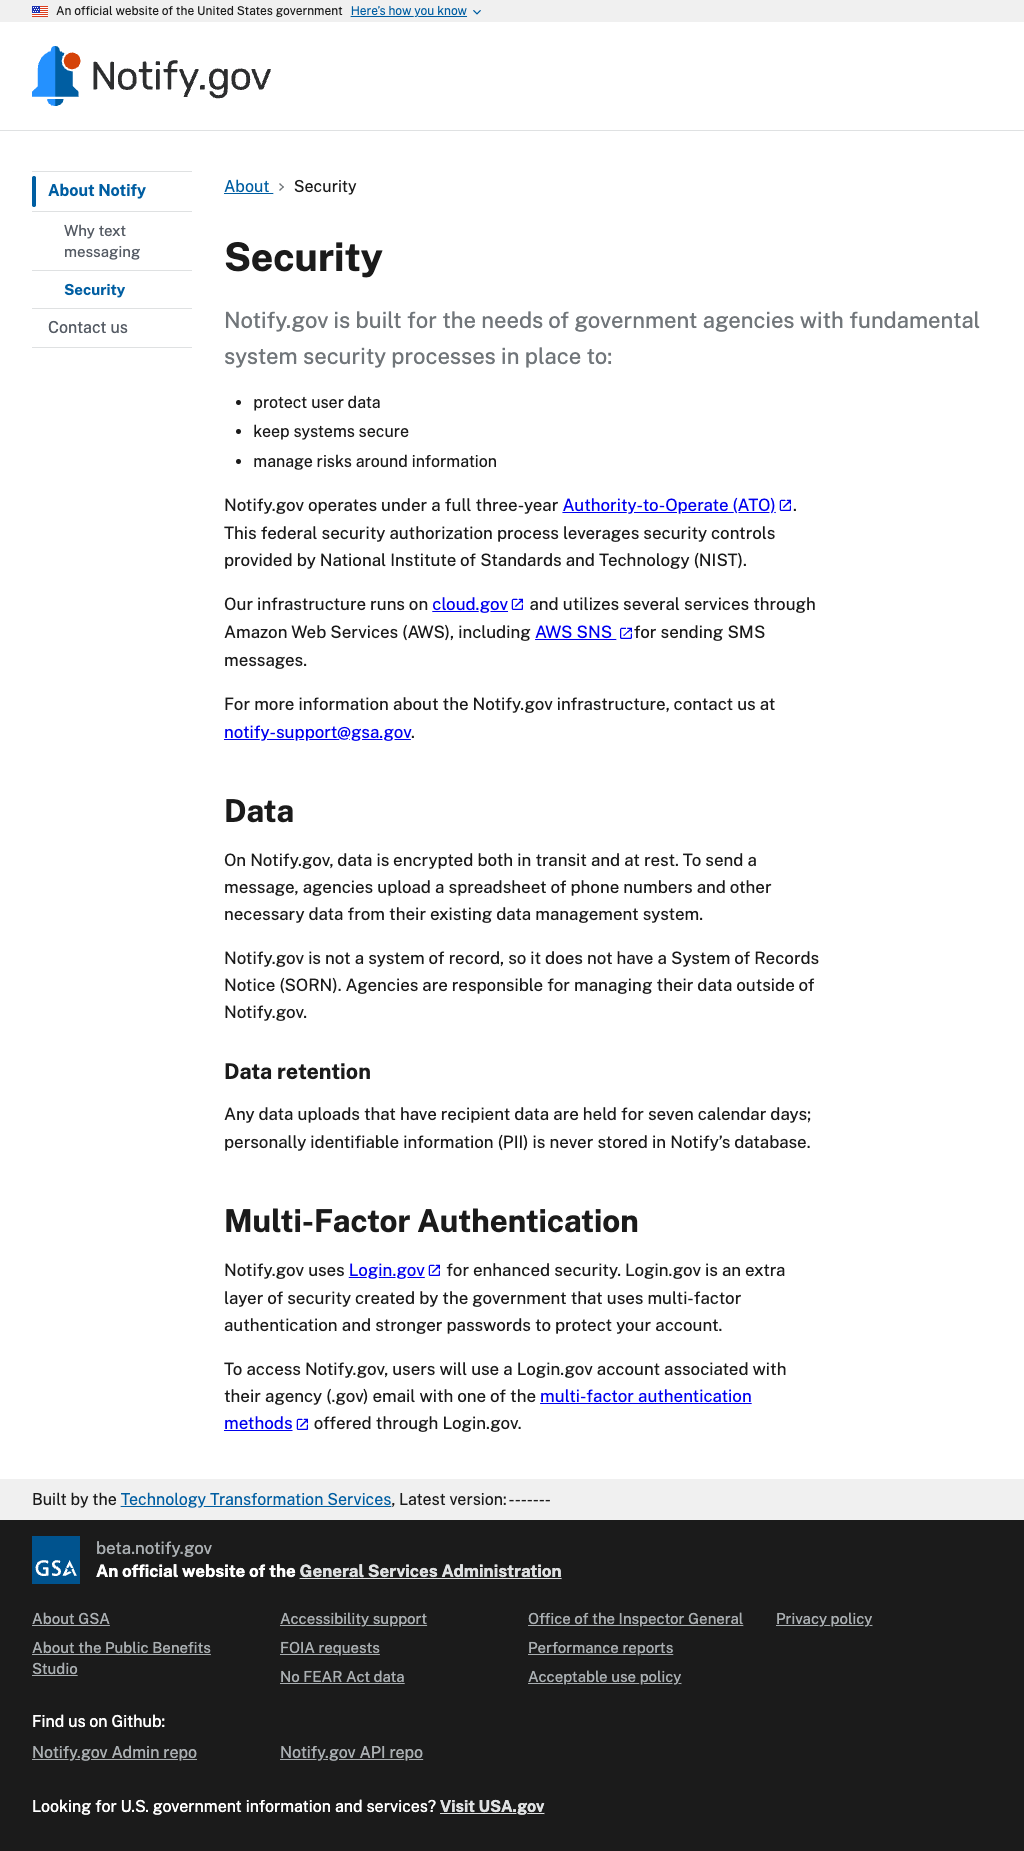 An official website of the United States government Here's how you know
Notify.gov
About Notify
Why text
messaging
Security
Contact us
About > Security
Security
Notify.gov is built for the needs of government agencies with fundamental
system security processes in place to:
• protect user data
• keep systems secure
• manage risks around information
Notify.gov operates under a full three-year Authority-to-Operate (ATO).
This federal security authorization process leverages security controls
provided by National Institute of Standards and Technology (NIST).
Our infrastructure runs on cloud.gov and utilizes several services through
Amazon Web Services (AWS), including AWS SNS for sending SMS
messages.
For more information about the Notify.gov infrastructure, contact us at
notify-support@gsa.gov.
Data
On Notify.gov, data is encrypted both in transit and at rest. To send a
message, agencies upload a spreadsheet of phone numbers and other
necessary data from their existing data management system.
Notify.gov is not a system of record, so it does not have a System of Records
Notice (SORN). Agencies are responsible for managing their data outside of
Notify.gov.
Data retention
Any data uploads that have recipient data are held for seven calendar days;
personally identifiable information (PII) is never stored in Notify’s database.
Multi-Factor Authentication
Notify.gov uses Login.gov for enhanced security. Login.gov is an extra
layer of security created by the government that uses multi-factor
authentication and stronger passwords to protect your account.
To access Notify.gov, users will use a Login.gov account associated with
their agency (.gov) email with one of the multi-factor authentication
methods offered through Login.gov.
Built by the Technology Transformation Services, Latest version: -------
GSA
beta.notify.gov
An official website of the General Services Administration
About GSA
About the Public Benefits
Studio
Accessibility support
FOIA requests
No FEAR Act data
Office of the Inspector General
Performance reports
Acceptable use policy
Privacy policy
Find us on Github:
Notify.gov Admin repo
Notify.gov API repo
Looking for U.S. government information and services? Visit USA.gov